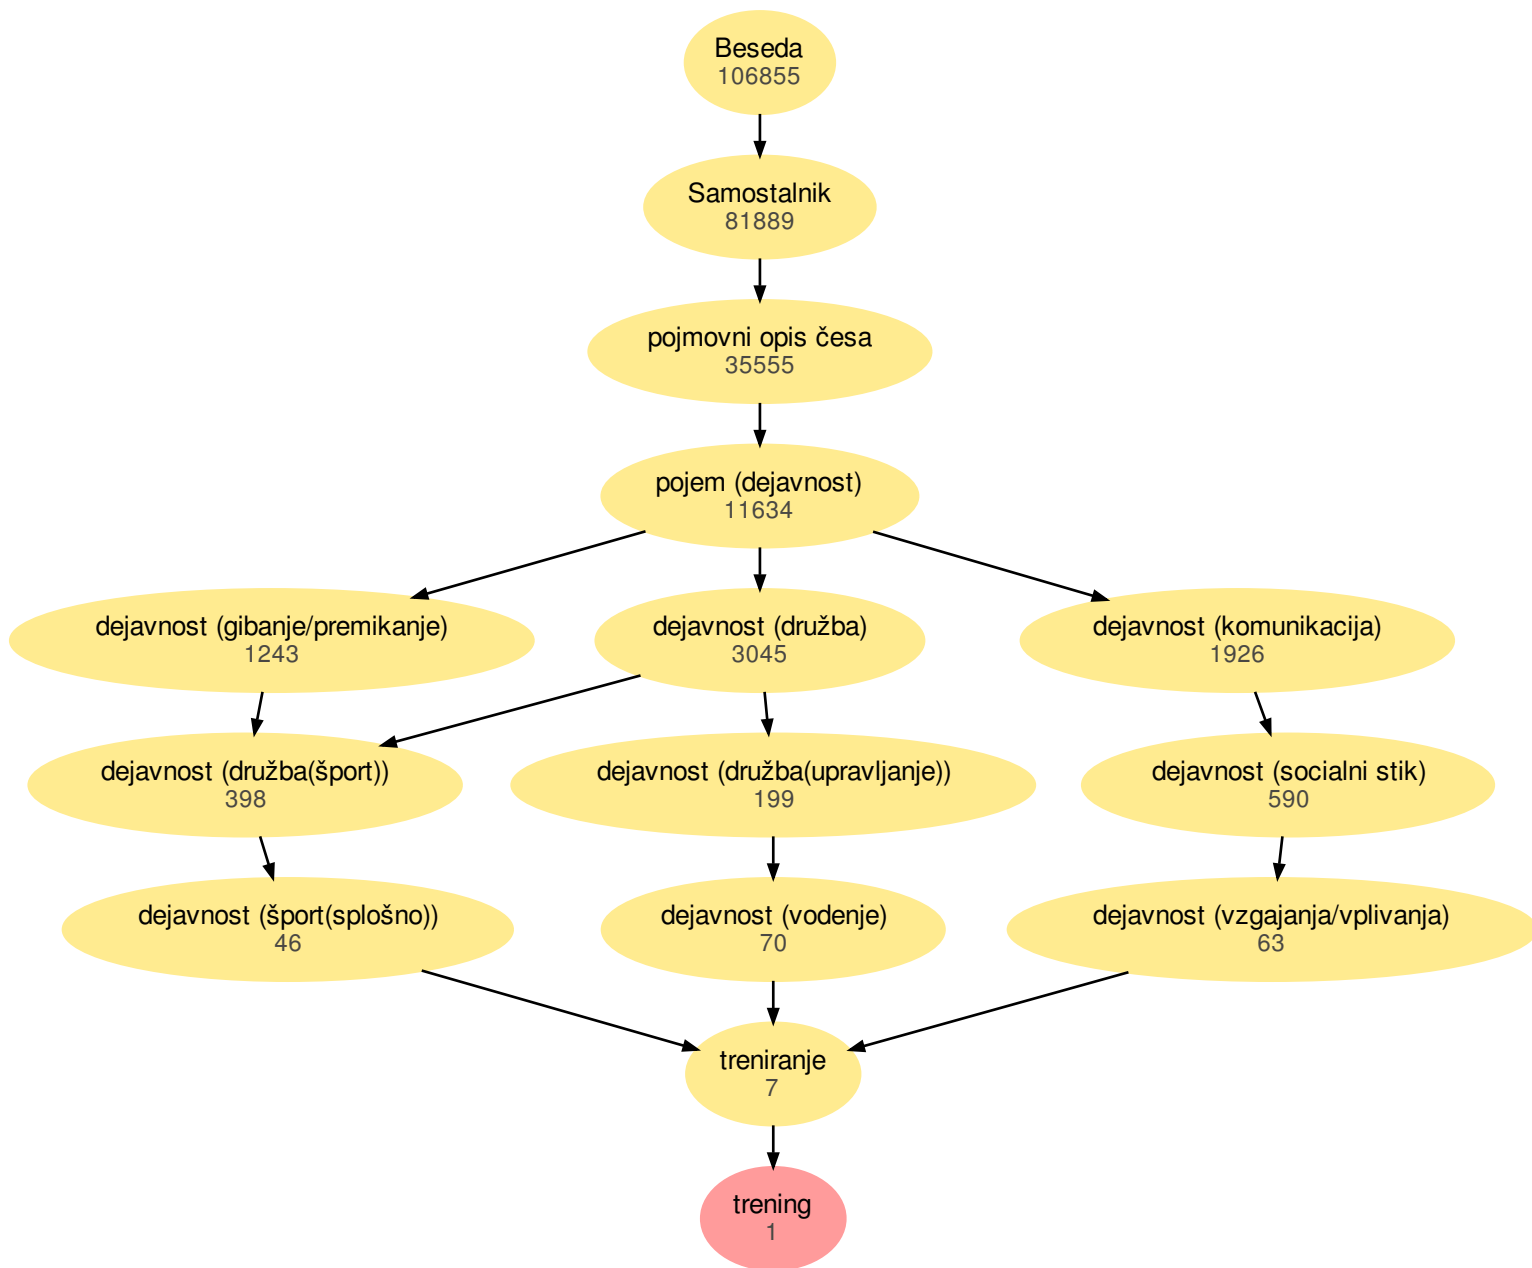 Beseda
106855
Samostalnik
81889
pojmovni opis česa
35555
pojem (dejavnost)
11634
dejavnost (gibanje/premikanje)
1243
dejavnost (družba)
3045
dejavnost (komunikacija)
1926
dejavnost (družba(šport))
398
dejavnost (družba(upravljanje))
199
dejavnost (socialni stik)
590
dejavnost (šport(splošno))
46
dejavnost (vodenje)
70
dejavnost (vzgajanja/vplivanja)
63
treniranje
7
trening
1